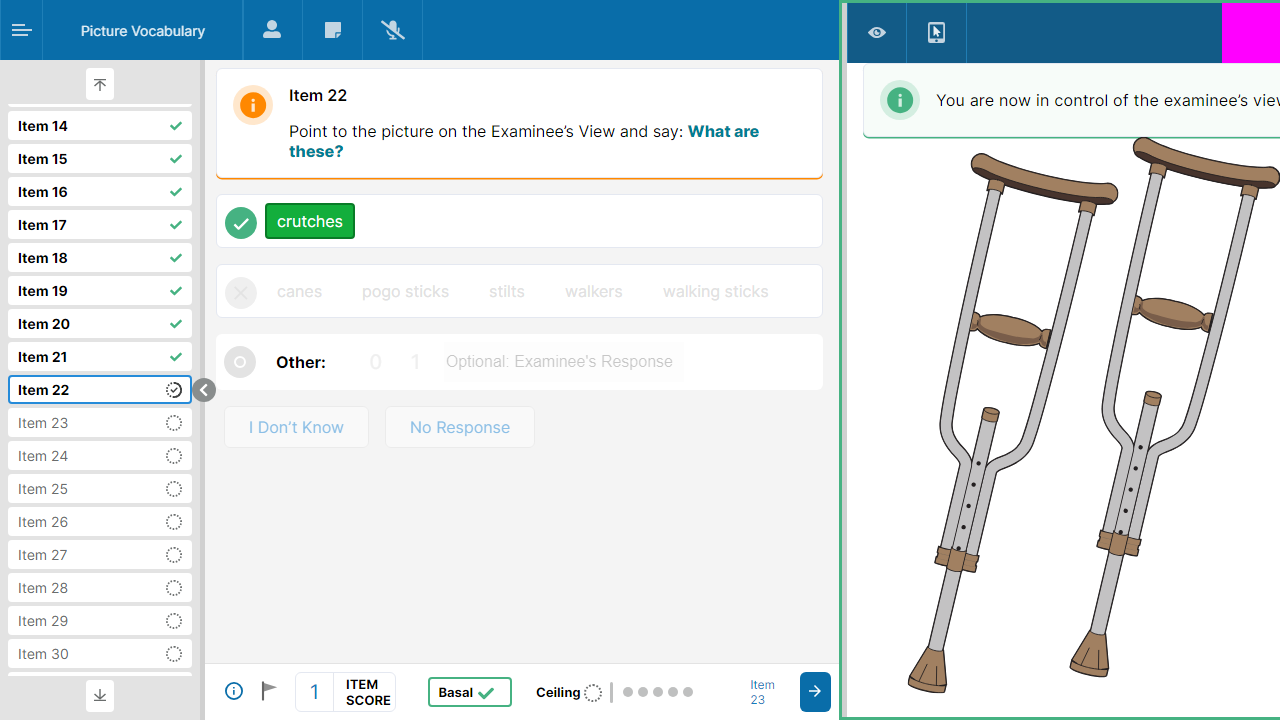 Picture Vocabulary
Item 14
Item 15
Item 16
Item 17
Item 18
Item 19
Item 20
Item 21
Item 22
Item 23
Item 24
Item 25
Item 26
Item 27
Item 28
Item 29
Item 30
Item 22
Point to the picture on the Examinee’s View and say: What are
these?
crutches
canes pogo sticks stilts walkers walking sticks
Other: 0 1 Optional: Examinee's Response
I Don’t Know No Response
1 ITEM
SCORE
Basal
Ceiling
Item
23
You are now in control of the examinee’s view